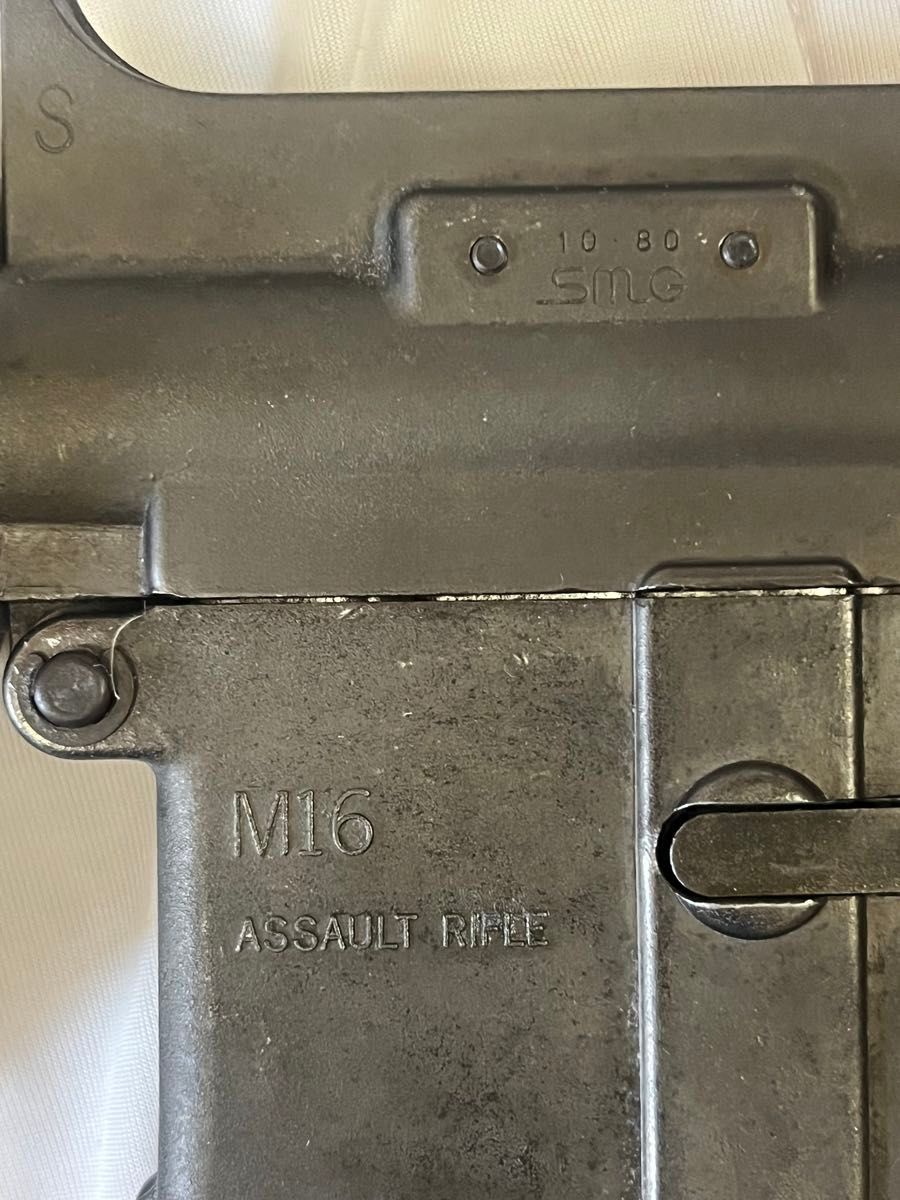 S
10·80
SMG
M16
ASSAULT RIFLE